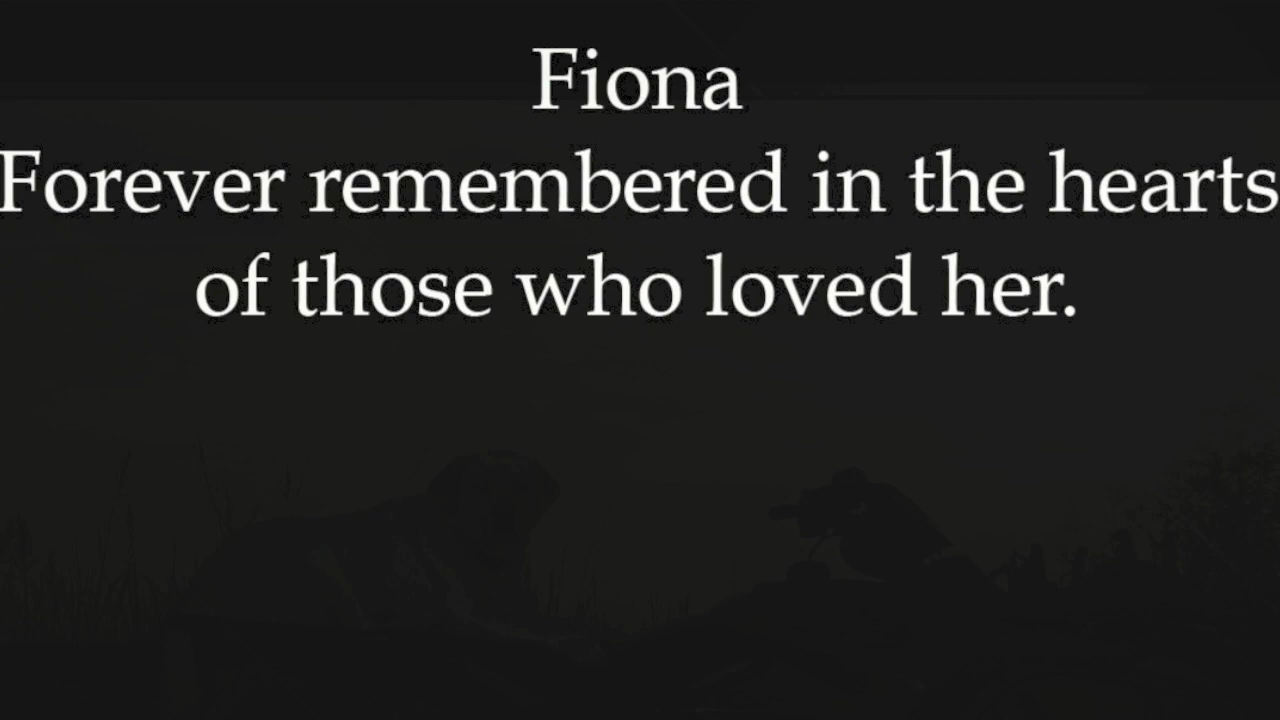 Fiona
Forever remembered in the hearts
of those who loved her.